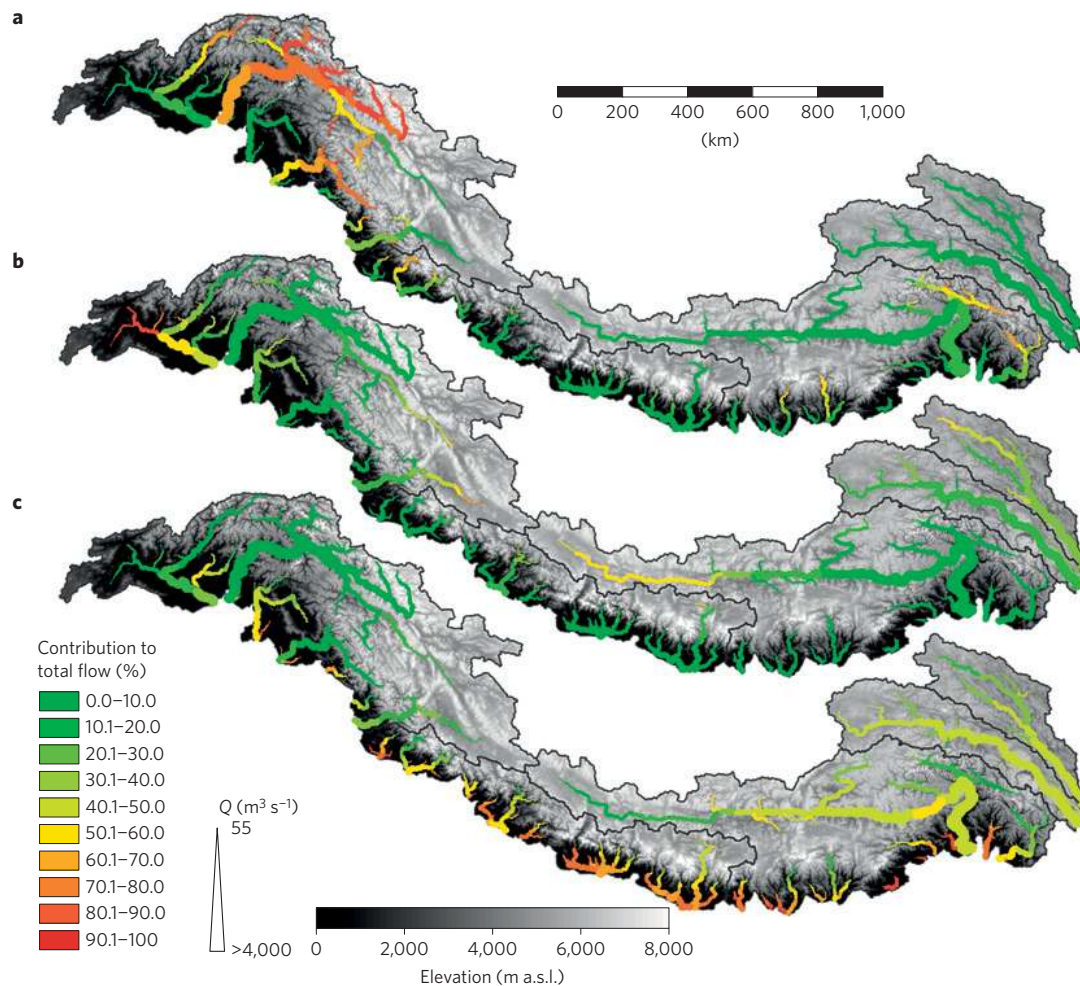 a
0 200 400 600 800 1,000
(km)
b
c
Contribution to
total flow (%)
0.0–10.0
10.1–20.0
20.1–30.0
30.1–40.0
40.1–50.0
50.1–60.0
60.1–70.0
70.1–80.0
80.1–90.0
90.1–100
Q (m³ s⁻¹)
55
>4,000
0 2,000 4,000 6,000 8,000
Elevation (m a.s.l.)